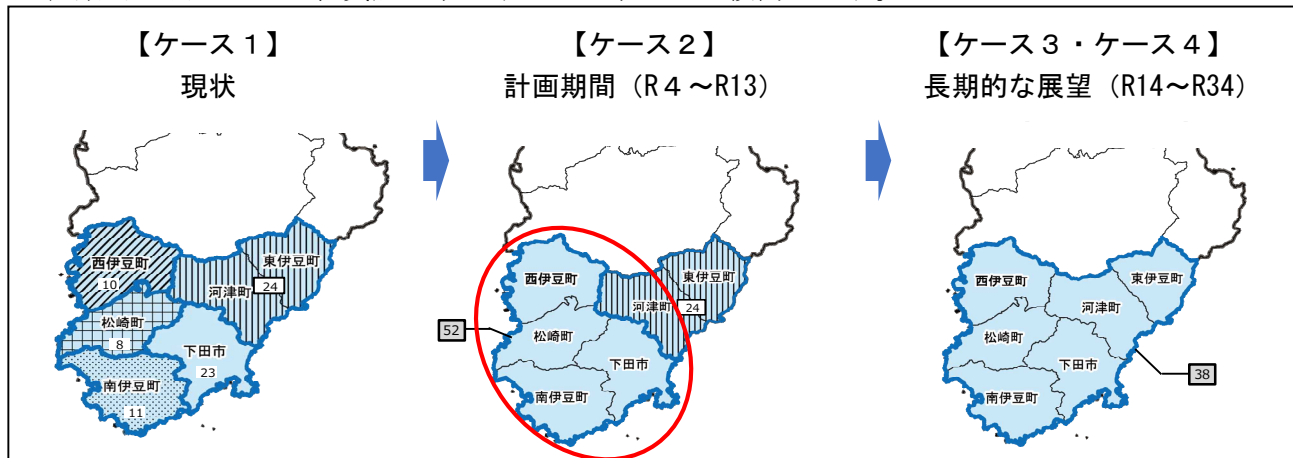 【ケース１】
現状
西伊豆町
10
東伊豆町
河津町
24
松崎町
8
下田市
23
南伊豆町
11
【ケース２】
計画期間（R４～R13）
西伊豆町
東伊豆町
河津町
24
52
松崎町
下田市
南伊豆町
【ケース３・ケース４】
長期的な展望（R14～R34）
西伊豆町
東伊豆町
河津町
松崎町
下田市
38
南伊豆町